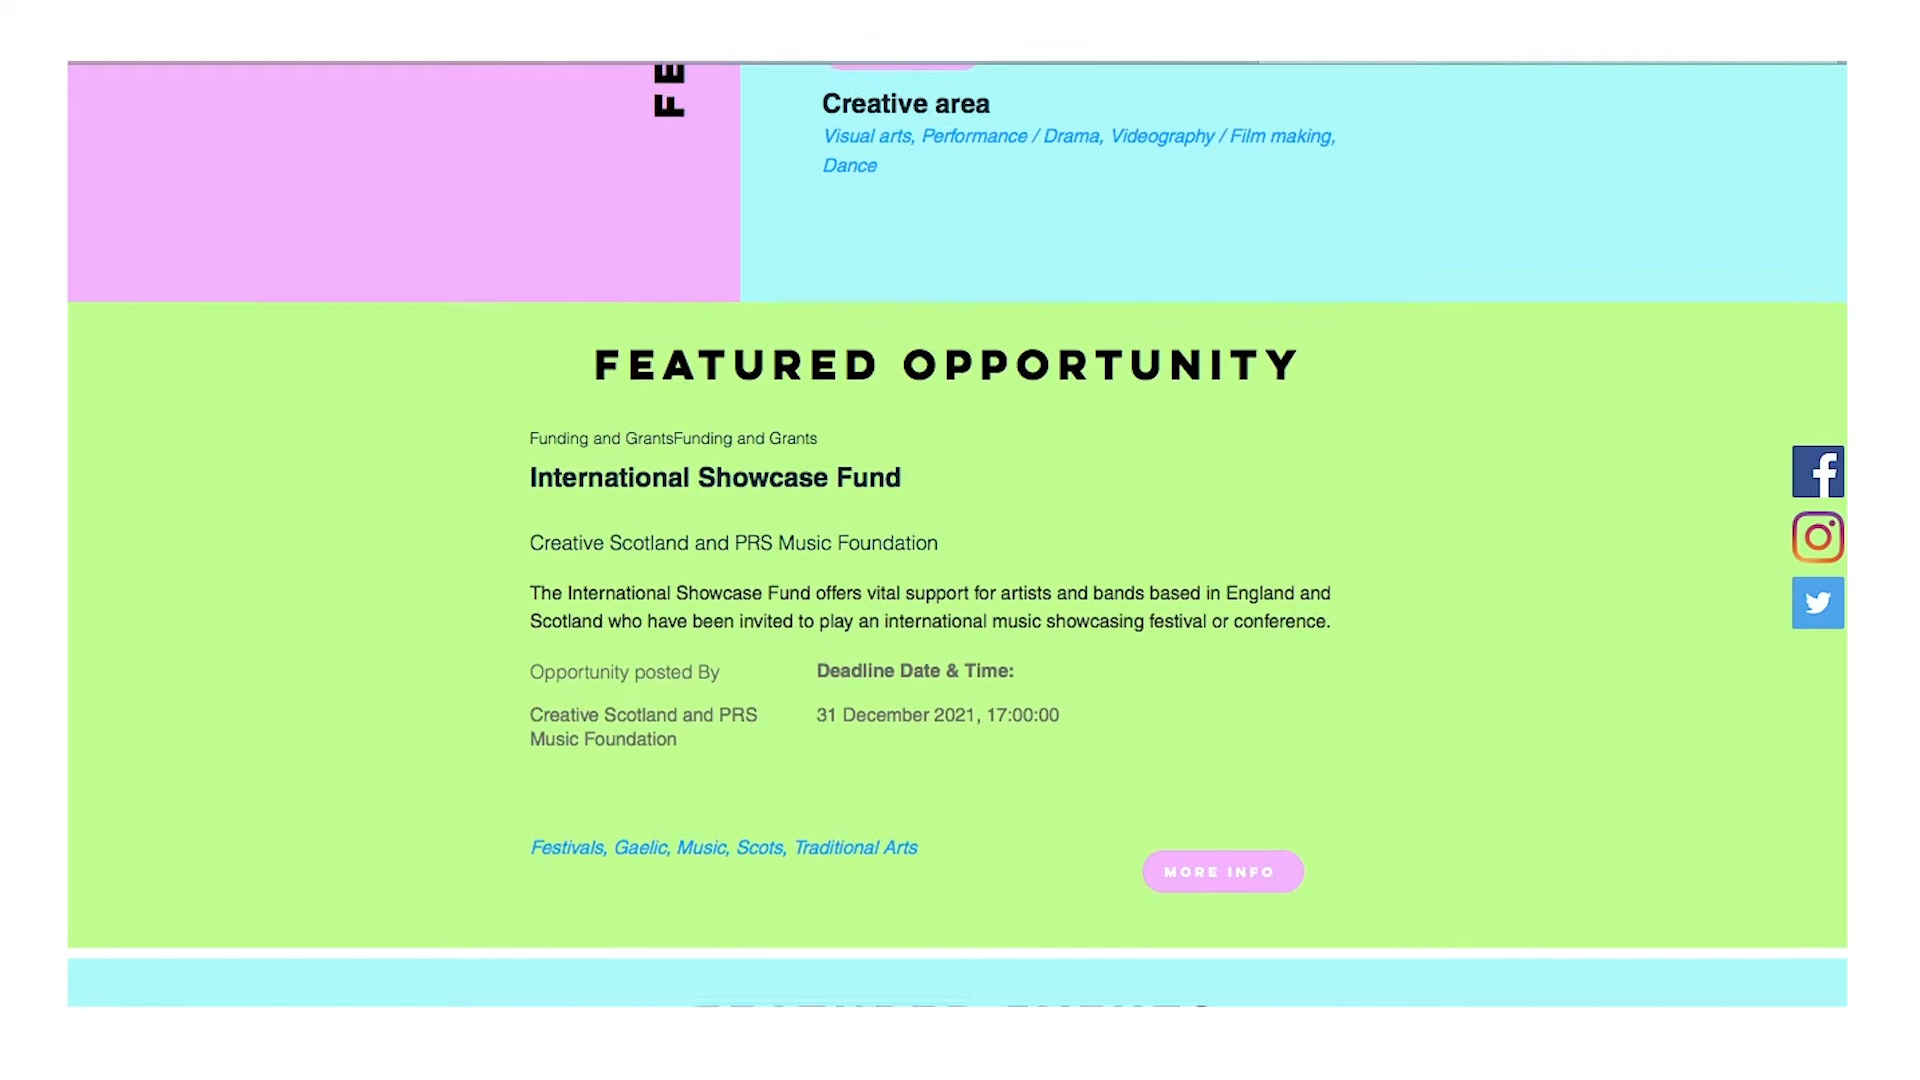 FE
Creative area
Visual arts, Performance / Drama, Videography / Film making,
Dance
FEATURED OPPORTUNITY
Funding and GrantsFunding and Grants
International Showcase Fund
Creative Scotland and PRS Music Foundation
The International Showcase Fund offers vital support for artists and bands based in England and
Scotland who have been invited to play an international music showcasing festival or conference.
Opportunity posted By
Deadline Date & Time:
Creative Scotland and PRS
Music Foundation
31 December 2021, 17:00:00
Festivals, Gaelic, Music, Scots, Traditional Arts
MORE INFO